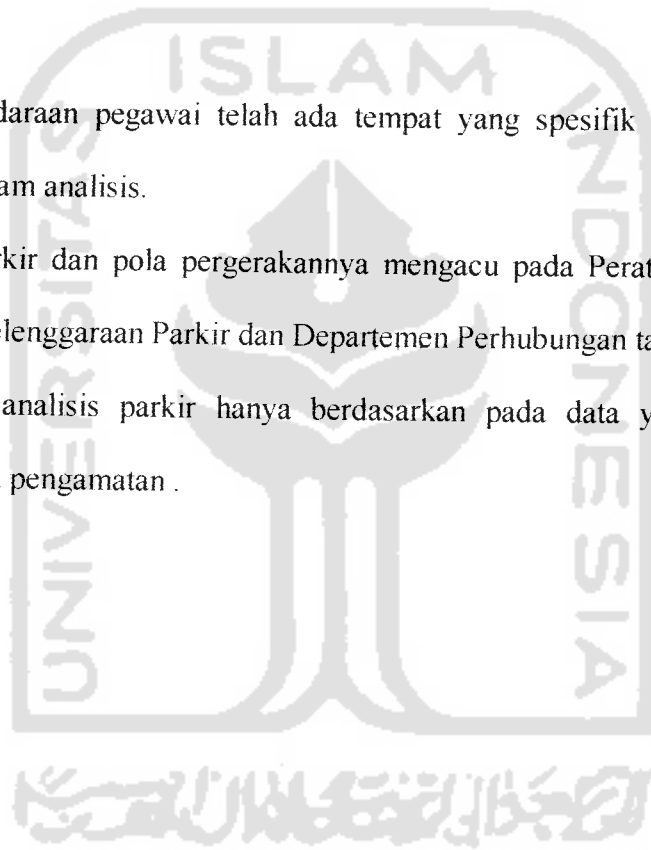 ISLAM
UNIVERSITAS
INDONESIA
daraan pegawai telah ada tempat yang spesifik
am analisis.
rkir dan pola pergerakannya mengacu pada Perat
elenggaraan Parkir dan Departemen Perhubungan ta
analisis parkir hanya berdasarkan pada data y
pengamatan .